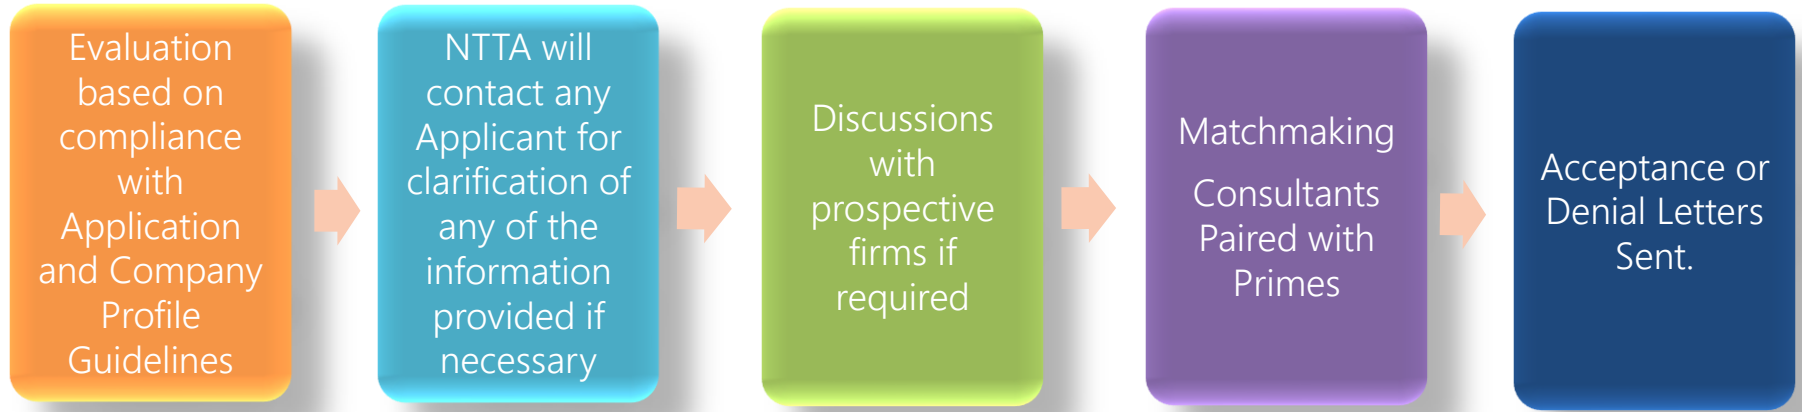 Evaluation
based on
compliance
with
Application
and Company
Profile
Guidelines
NTTA will
contact any
Applicant for
clarification of
any of the
information
provided if
necessary
Discussions
with
prospective
firms if
required
Matchmaking
Consultants
Paired with
Primes
Acceptance or
Denial Letters
Sent.